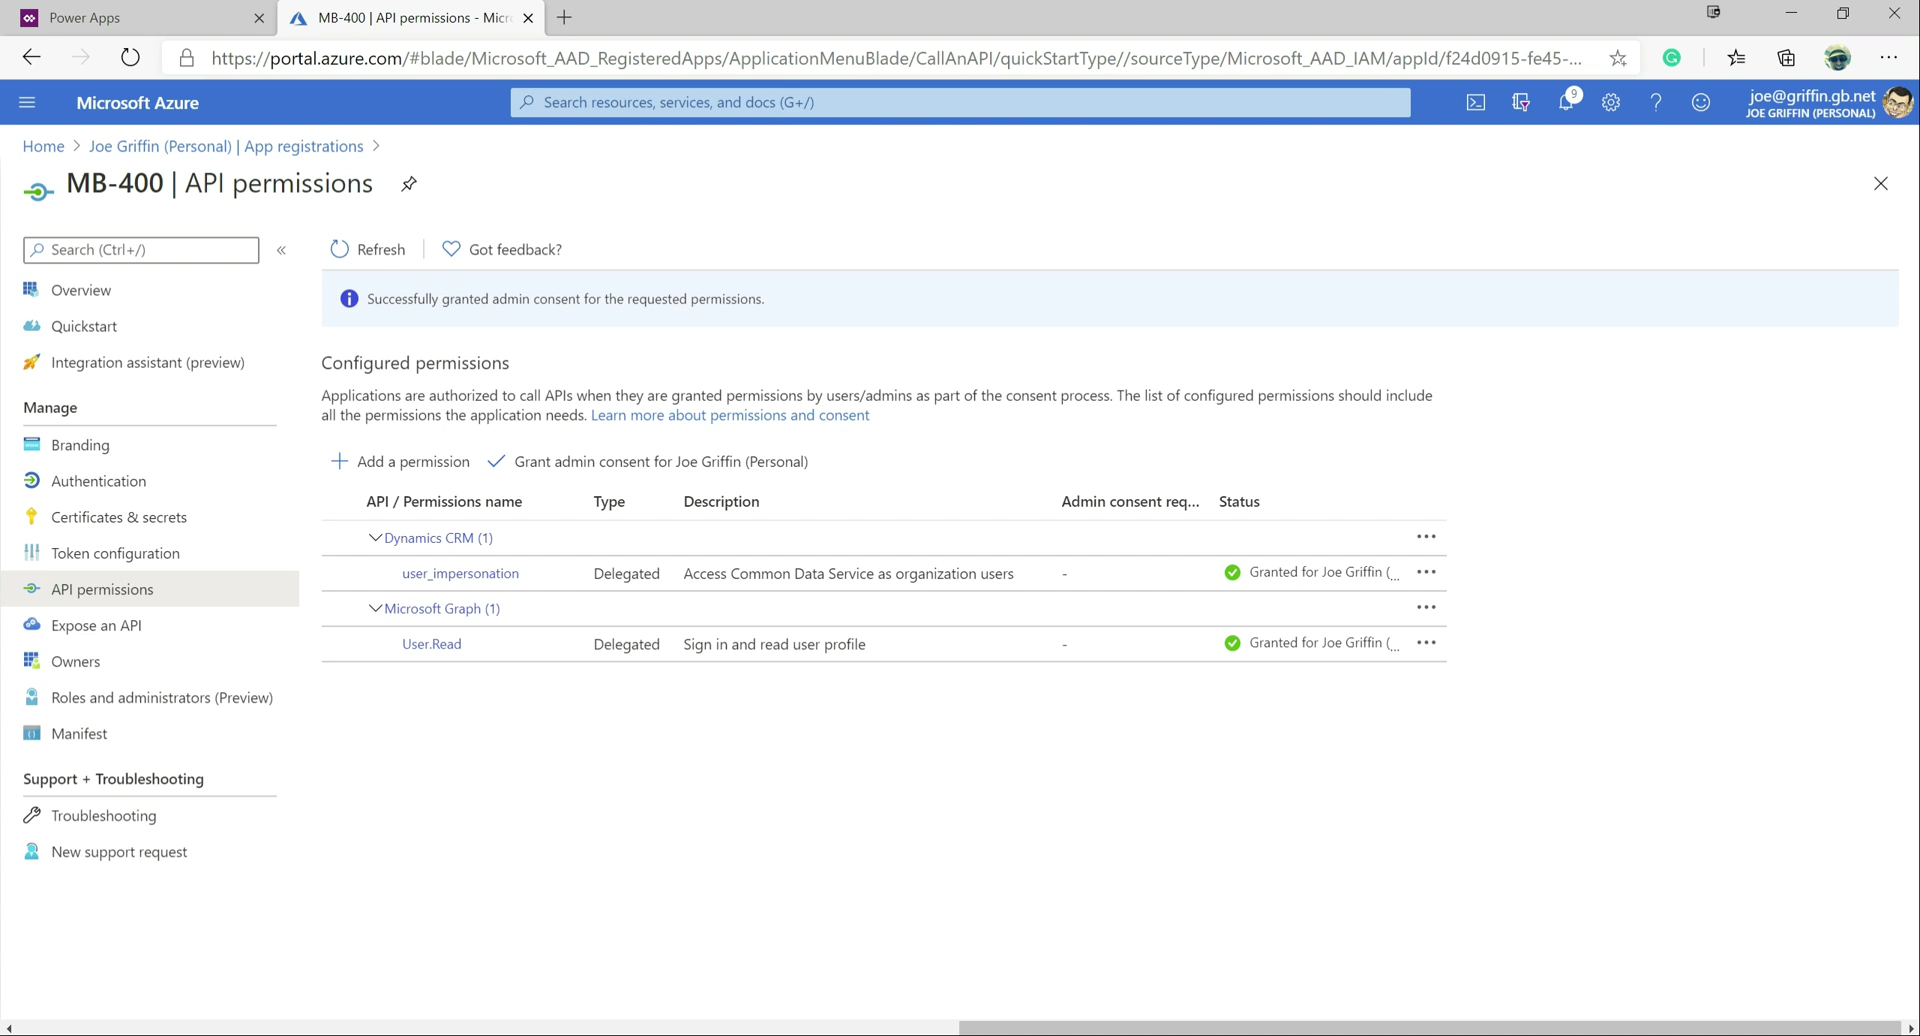 Power Apps
MB-400 | API permissions - Micr
https://portal.azure.com/#blade/Microsoft_AAD_RegisteredApps/ApplicationMenuBlade/CallAnAPI/quickStartType//sourceType/Microsoft_AAD_IAM/appId/f24d0915-fe45-...
Microsoft Azure
Search resources, services, and docs (G+/)
9
joe@griffin.gb.net
JOE GRIFFIN (PERSONAL)
Home > Joe Griffin (Personal) | App registrations >
MB-400 | API permissions
Search (Ctrl+/)
«
Refresh
Got feedback?
Overview
Quickstart
Integration assistant (preview)
Manage
Branding
Authentication
Certificates & secrets
Token configuration
API permissions
Expose an API
Owners
Roles and administrators (Preview)
Manifest
Support + Troubleshooting
Troubleshooting
New support request
Successfully granted admin consent for the requested permissions.
Configured permissions
Applications are authorized to call APIs when they are granted permissions by users/admins as part of the consent process. The list of configured permissions should include
all the permissions the application needs. Learn more about permissions and consent
Add a permission
Grant admin consent for Joe Griffin (Personal)
API / Permissions name Type Description Admin consent req... Status
Dynamics CRM (1) ...
user_impersonation Delegated Access Common Data Service as organization users - Granted for Joe Griffin (... ...
Microsoft Graph (1) ...
User.Read Delegated Sign in and read user profile - Granted for Joe Griffin (... ...